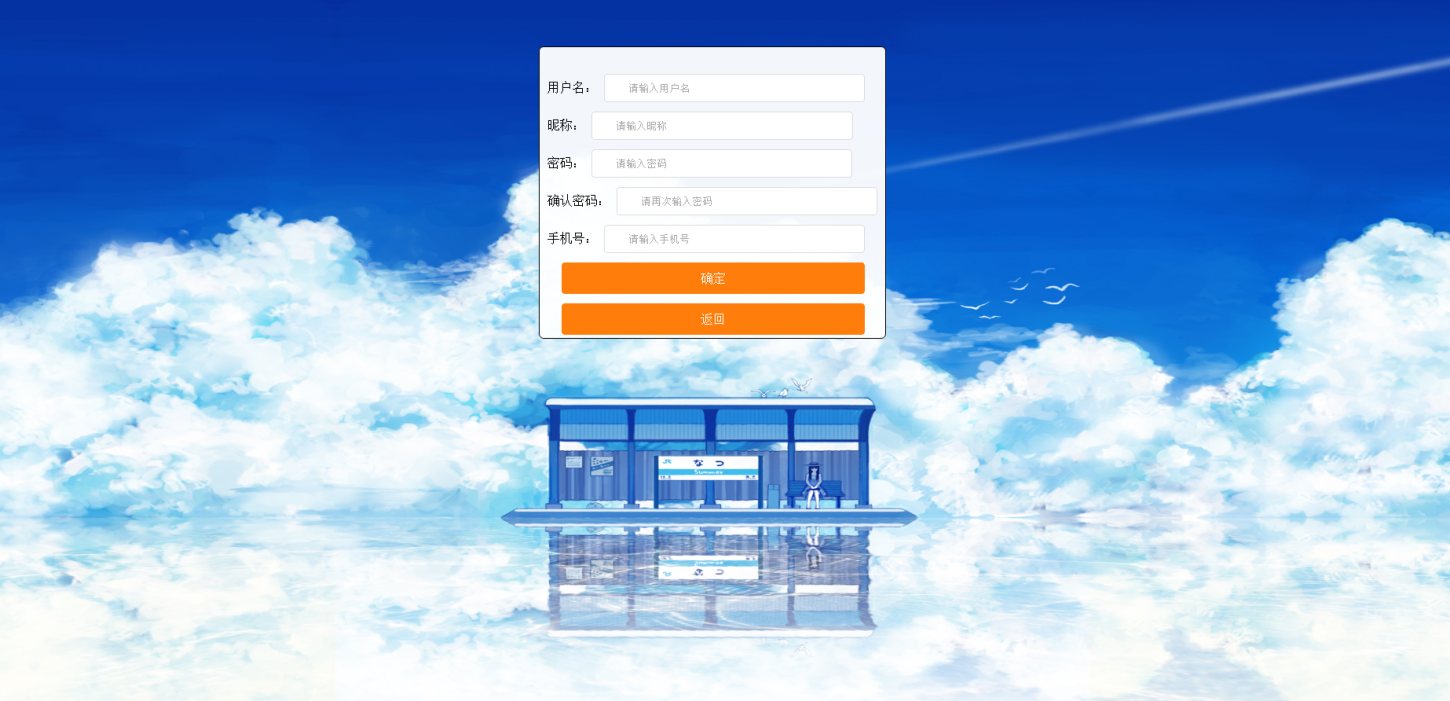 用户名： 请输入用户名
昵称： 请输入昵称
密码： 请输入密码
确认密码： 请再次输入密码
手机号： 请输入手机号
确定
返回
なつ